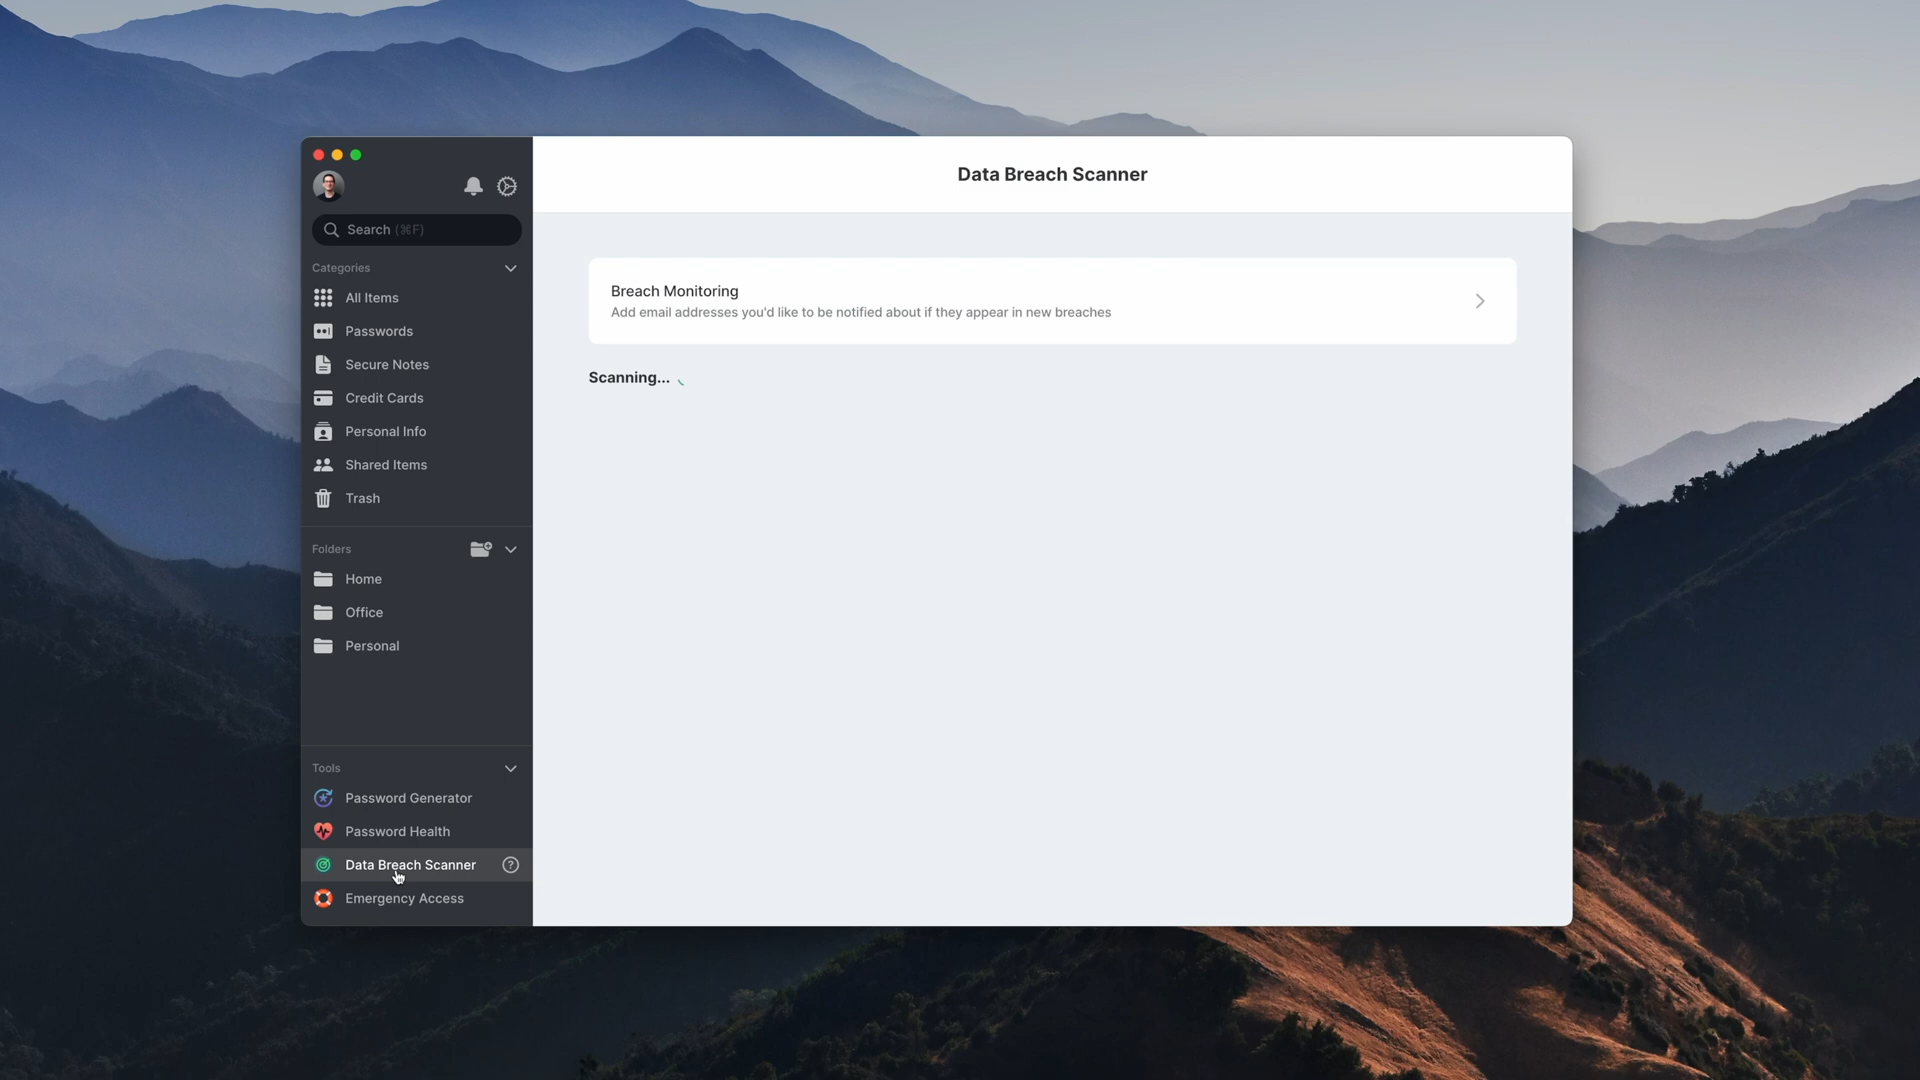 Data Breach Scanner
Search (⌘F)
Categories
All Items
Passwords
Secure Notes
Credit Cards
Personal Info
Shared Items
Trash
Folders
Home
Office
Personal
Tools
Password Generator
Password Health
Data Breach Scanner
Emergency Access
Breach Monitoring
Add email addresses you'd like to be notified about if they appear in new breaches
Scanning...